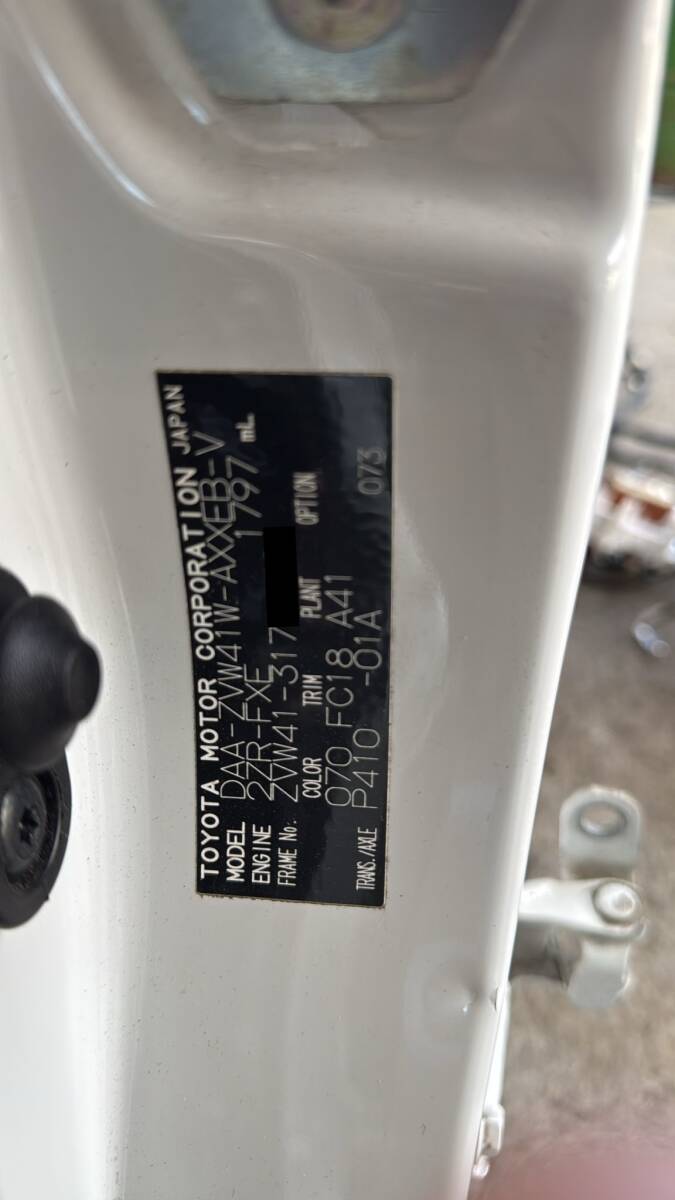 TOYOTA MOTOR CORPORATION JAPAN
MODEL DAA-ZVW41W-AXXEB-V
ENGINE 2ZR-FXE 1797 mL
FRAME No. ZVW41-317
COLOR TRIM PLANT OPTION
070 FC18 A41
TRANS./AXLE P410 -01A 073